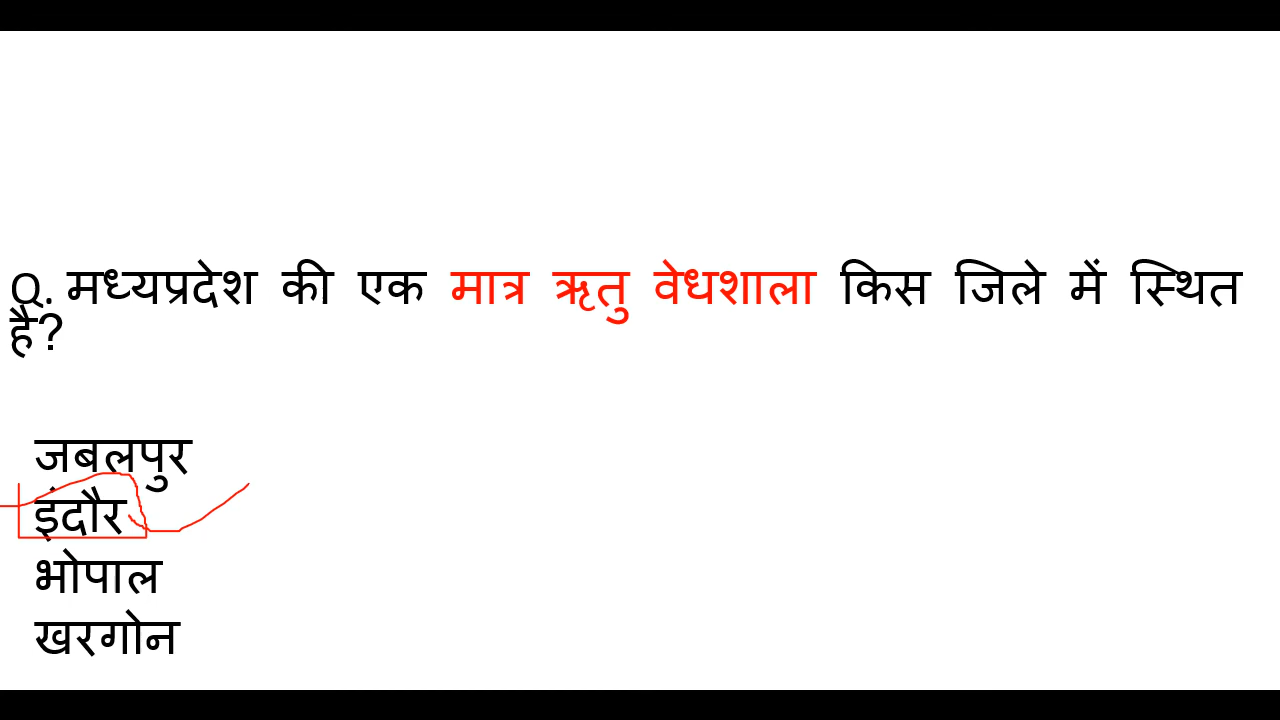 Q. मध्यप्रदेश की एक मात्र ऋतु वेधशाला किस जिले में स्थित
है?
जबलपुर
इंदौर
भोपाल
खरगोन